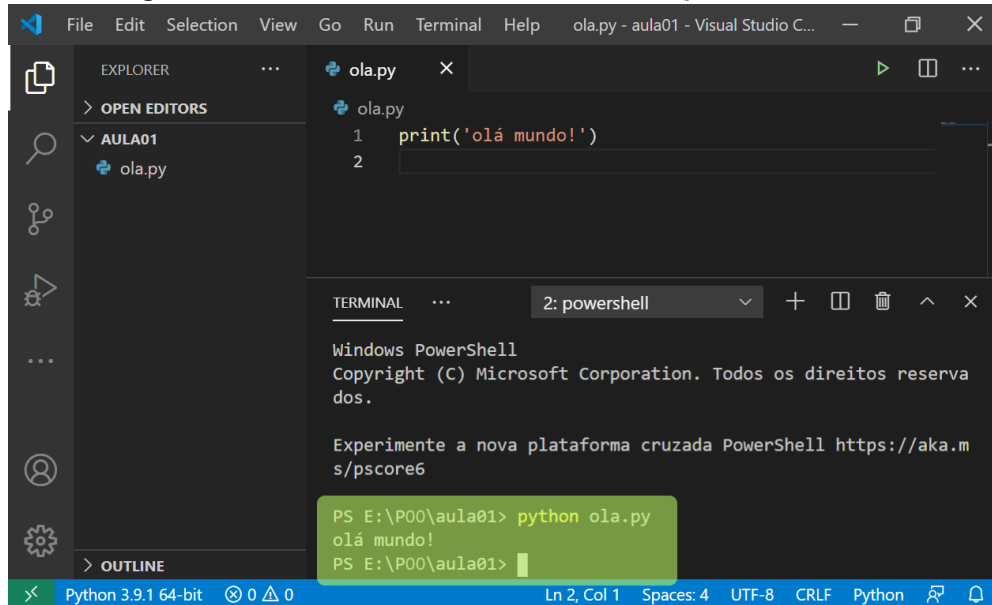 File Edit Selection View Go Run Terminal Help ola.py - aula01 - Visual Studio C...
EXPLORER ...
OPEN EDITORS
AULA01
ola.py
ola.py
ola.py
1 print('olá mundo!')
2
TERMINAL ... 2: powershell
Windows PowerShell
Copyright (C) Microsoft Corporation. Todos os direitos reserva
dos.
Experimente a nova plataforma cruzada PowerShell https://aka.m
s/pscore6
PS E:\POO\aula01> python ola.py
olá mundo!
PS E:\POO\aula01>
OUTLINE
Python 3.9.1 64-bit 0 0 Ln 2, Col 1 Spaces: 4 UTF-8 CRLF Python